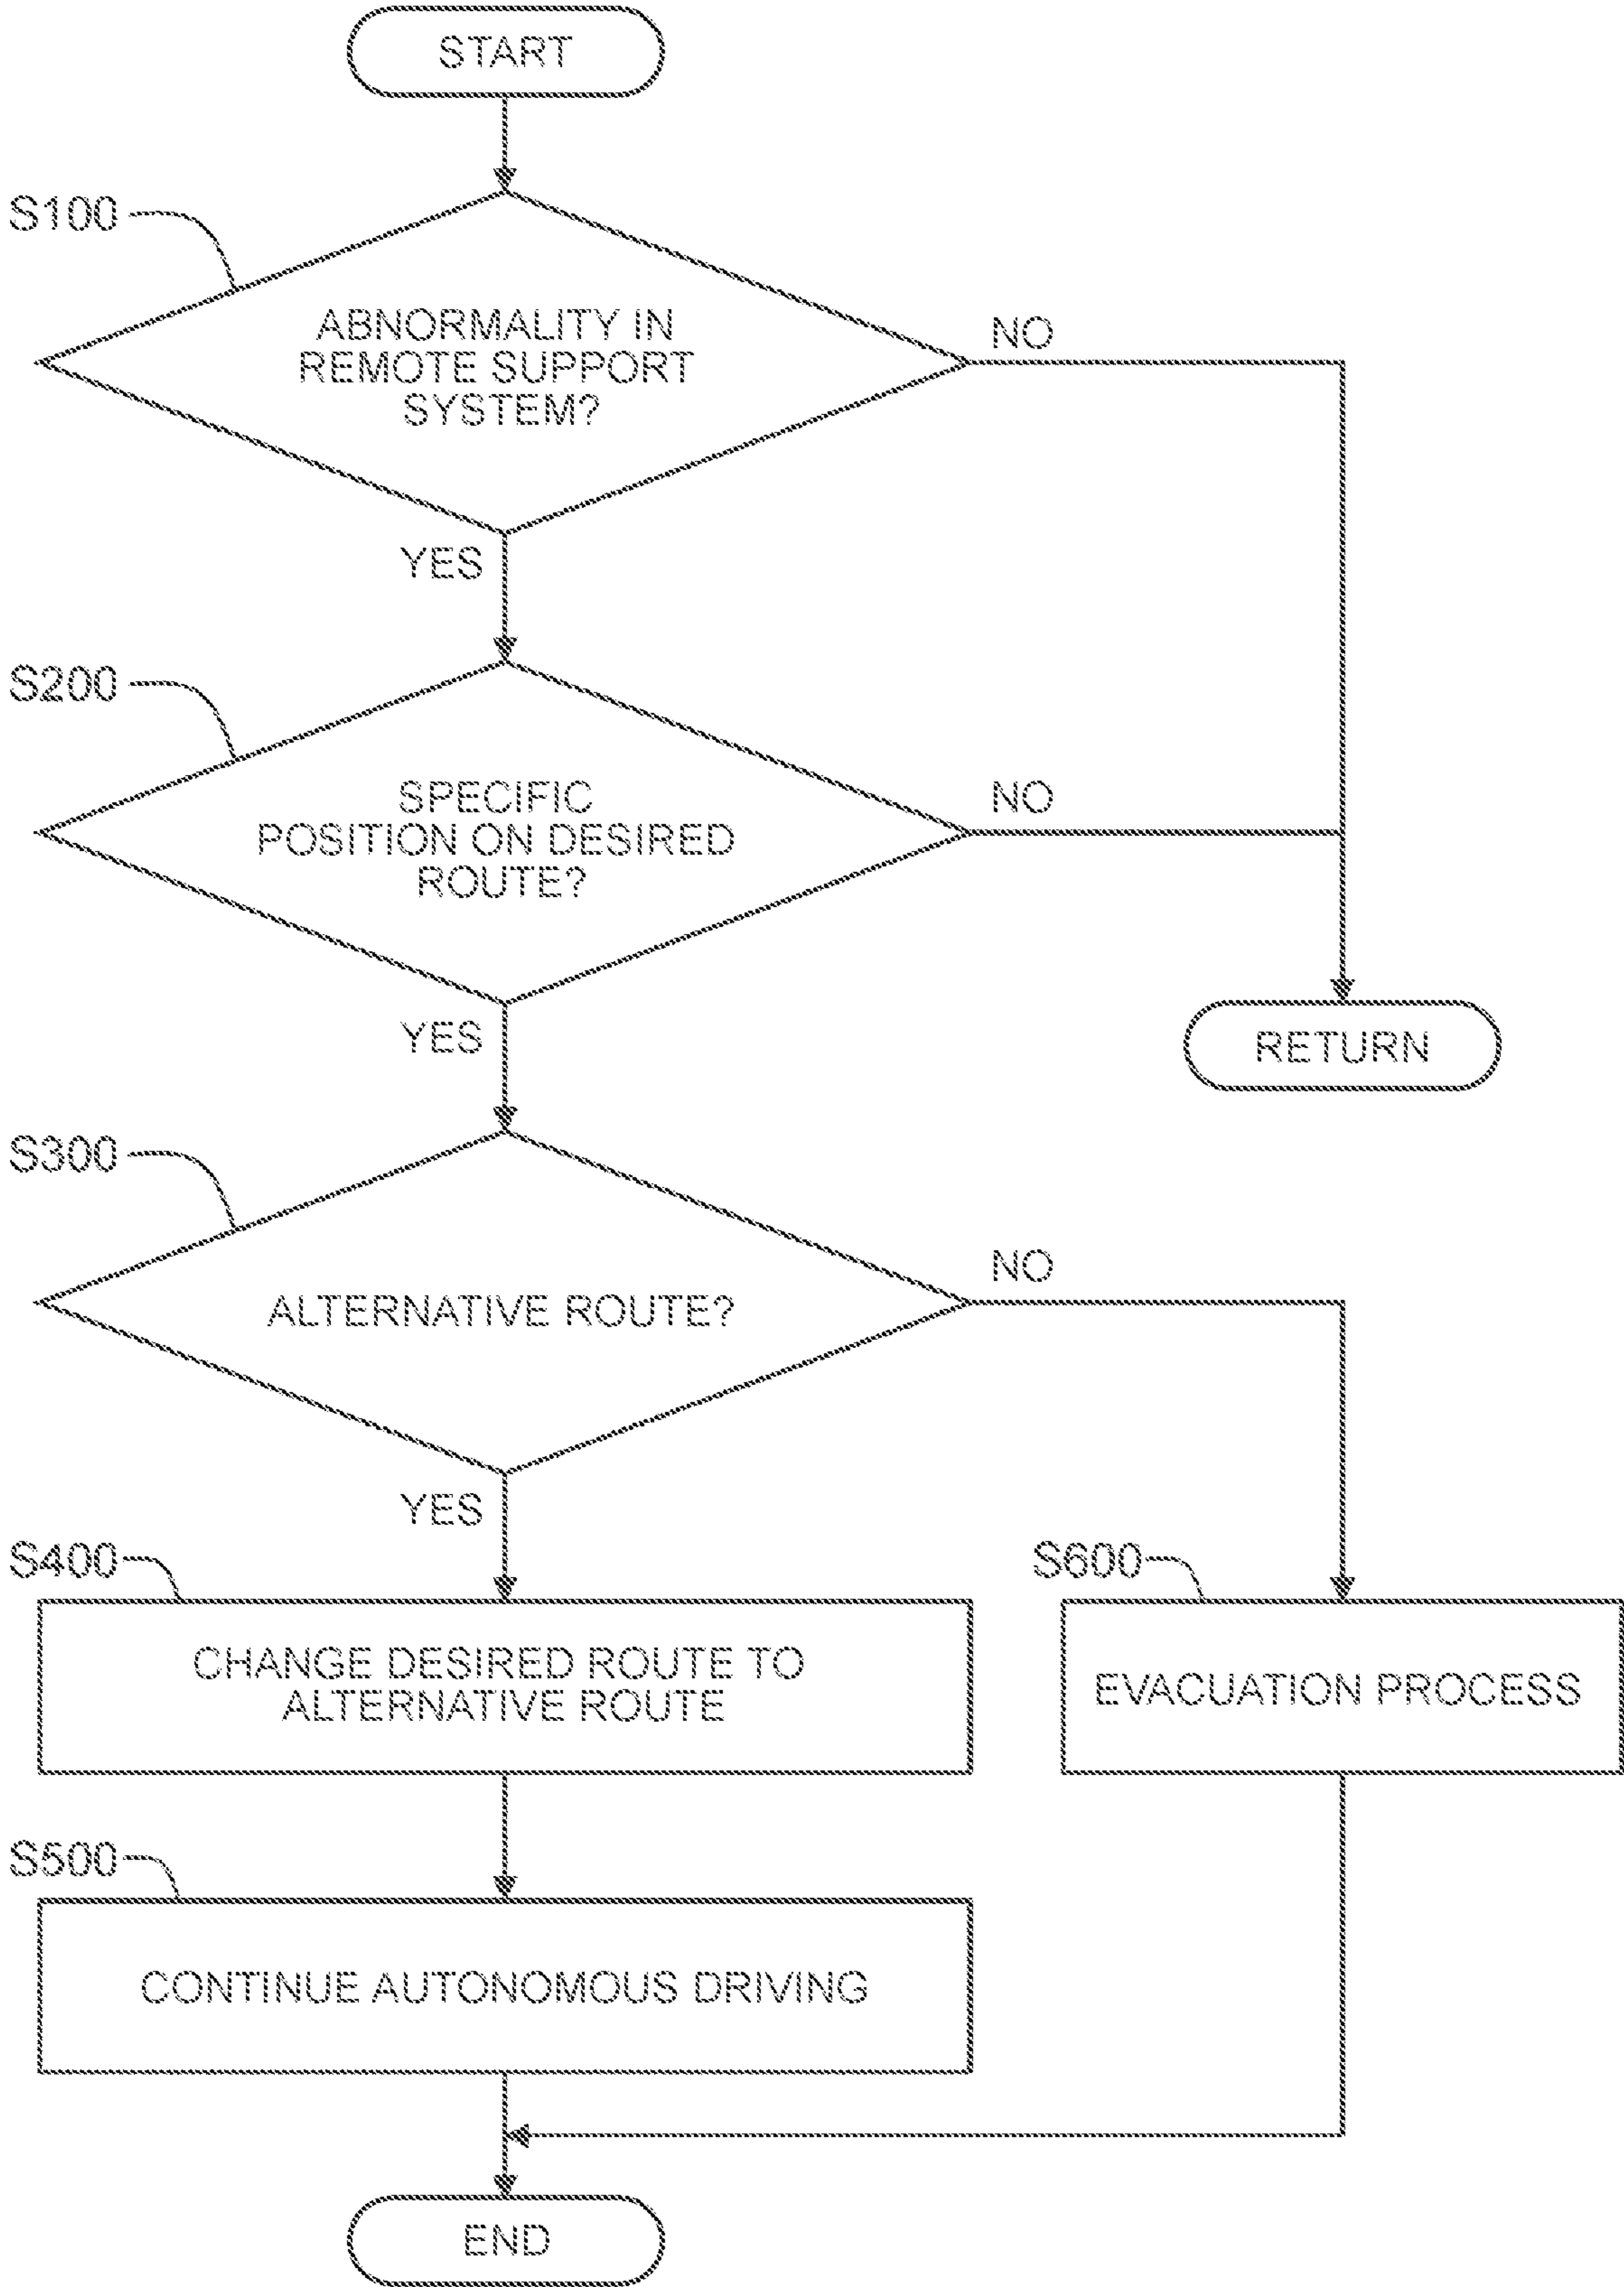 START
S100
ABNORMALITY IN
REMOTE SUPPORT
SYSTEM?
NO
YES
S200
SPECIFIC
POSITION ON DESIRED
ROUTE?
NO
YES
RETURN
S300
ALTERNATIVE ROUTE?
NO
YES
S400
CHANGE DESIRED ROUTE TO
ALTERNATIVE ROUTE
S600
EVACUATION PROCESS
S500
CONTINUE AUTONOMOUS DRIVING
END